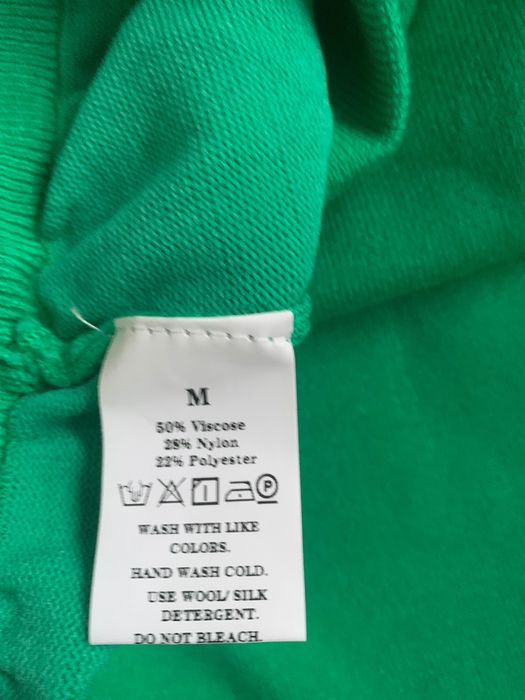 M
50% Viscose
28% Nylon
22% Polyester
P
WASH WITH LIKE
COLORS.
HAND WASH COLD.
USE WOOL/ SILK
DETERGENT.
DO NOT BLEACH.